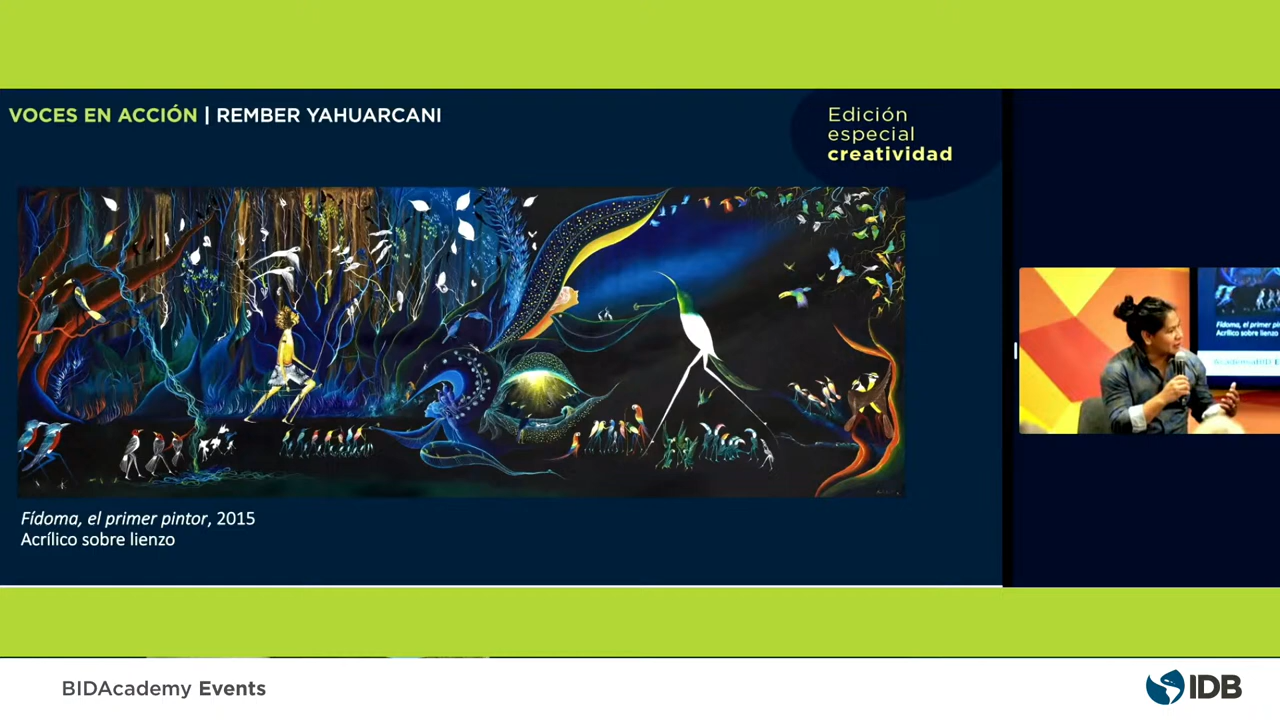 VOCES EN ACCIÓN | REMBER YAHUARCANI
Edición
especial
creatividad
Fídoma, el primer pintor, 2015
Acrílico sobre lienzo
Fídoma, el primer pi
Acrílico sobre lienzo
BIDAcademy Events
IDB